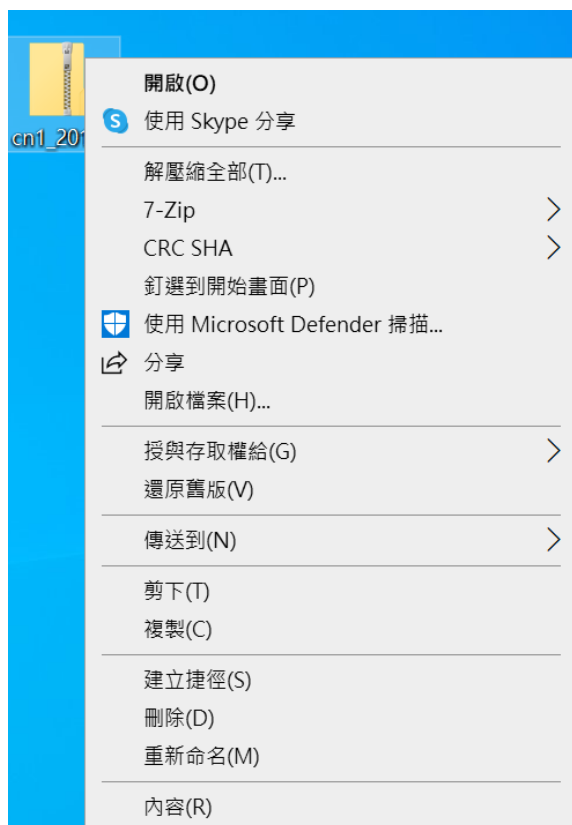 開啟(O)
使用 Skype 分享
cn1_201
解壓縮全部(T)...
7-Zip
CRC SHA
釘選到開始畫面(P)
使用 Microsoft Defender 掃描...
分享
開啟檔案(H)...
授與存取權給(G)
還原舊版(V)
傳送到(N)
剪下(T)
複製(C)
建立捷徑(S)
刪除(D)
重新命名(M)
內容(R)